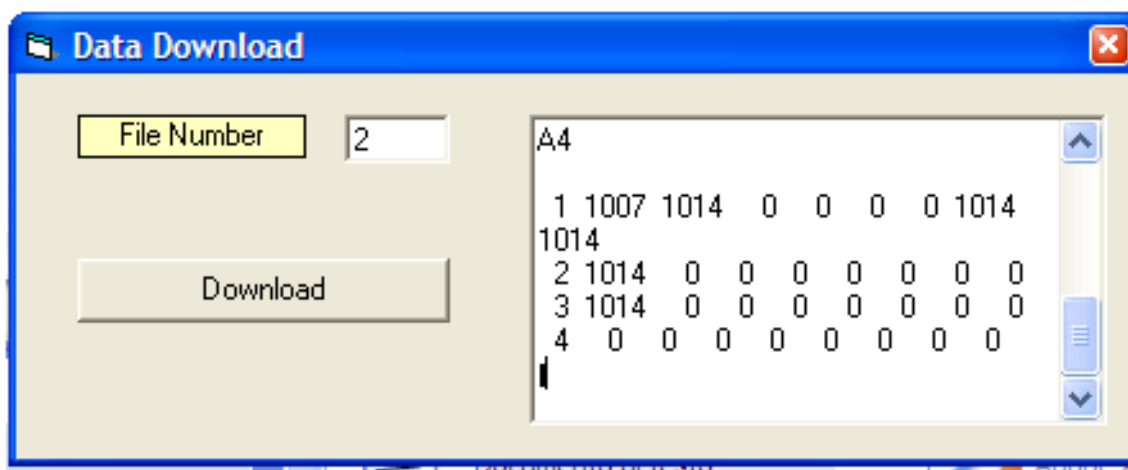 Data Download
File Number
2
Download
A4
1 1007 1014 0 0 0 0 1014
1014
2 1014 0 0 0 0 0 0 0
3 1014 0 0 0 0 0 0 0
4 0 0 0 0 0 0 0 0